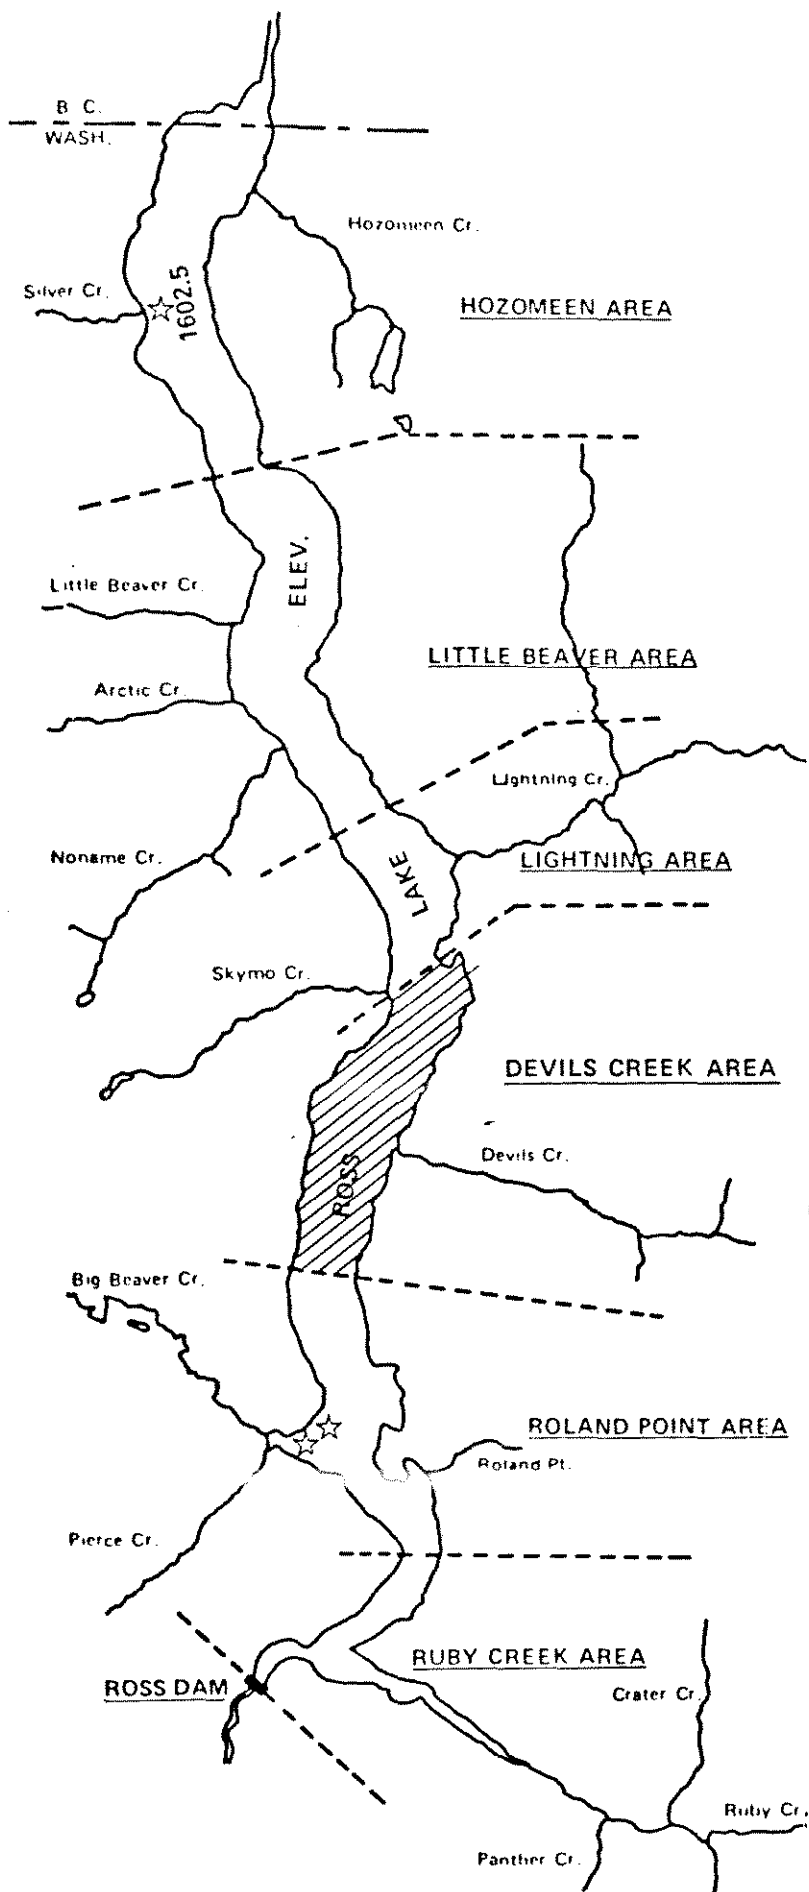 B C.
WASH.
Hozomeen Cr.
Silver Cr.
1602.5
HOZOMEEN AREA
ELEV.
Little Beaver Cr.
LITTLE BEAVER AREA
Arctic Cr.
Lightning Cr.
Noname Cr.
LAKE
LIGHTNING AREA
Skymo Cr.
DEVILS CREEK AREA
Devils Cr.
ROSS
Big Beaver Cr.
ROLAND POINT AREA
Roland Pt.
Pierce Cr.
RUBY CREEK AREA
ROSS DAM
Crater Cr.
Ruby Cr.
Panther Cr.